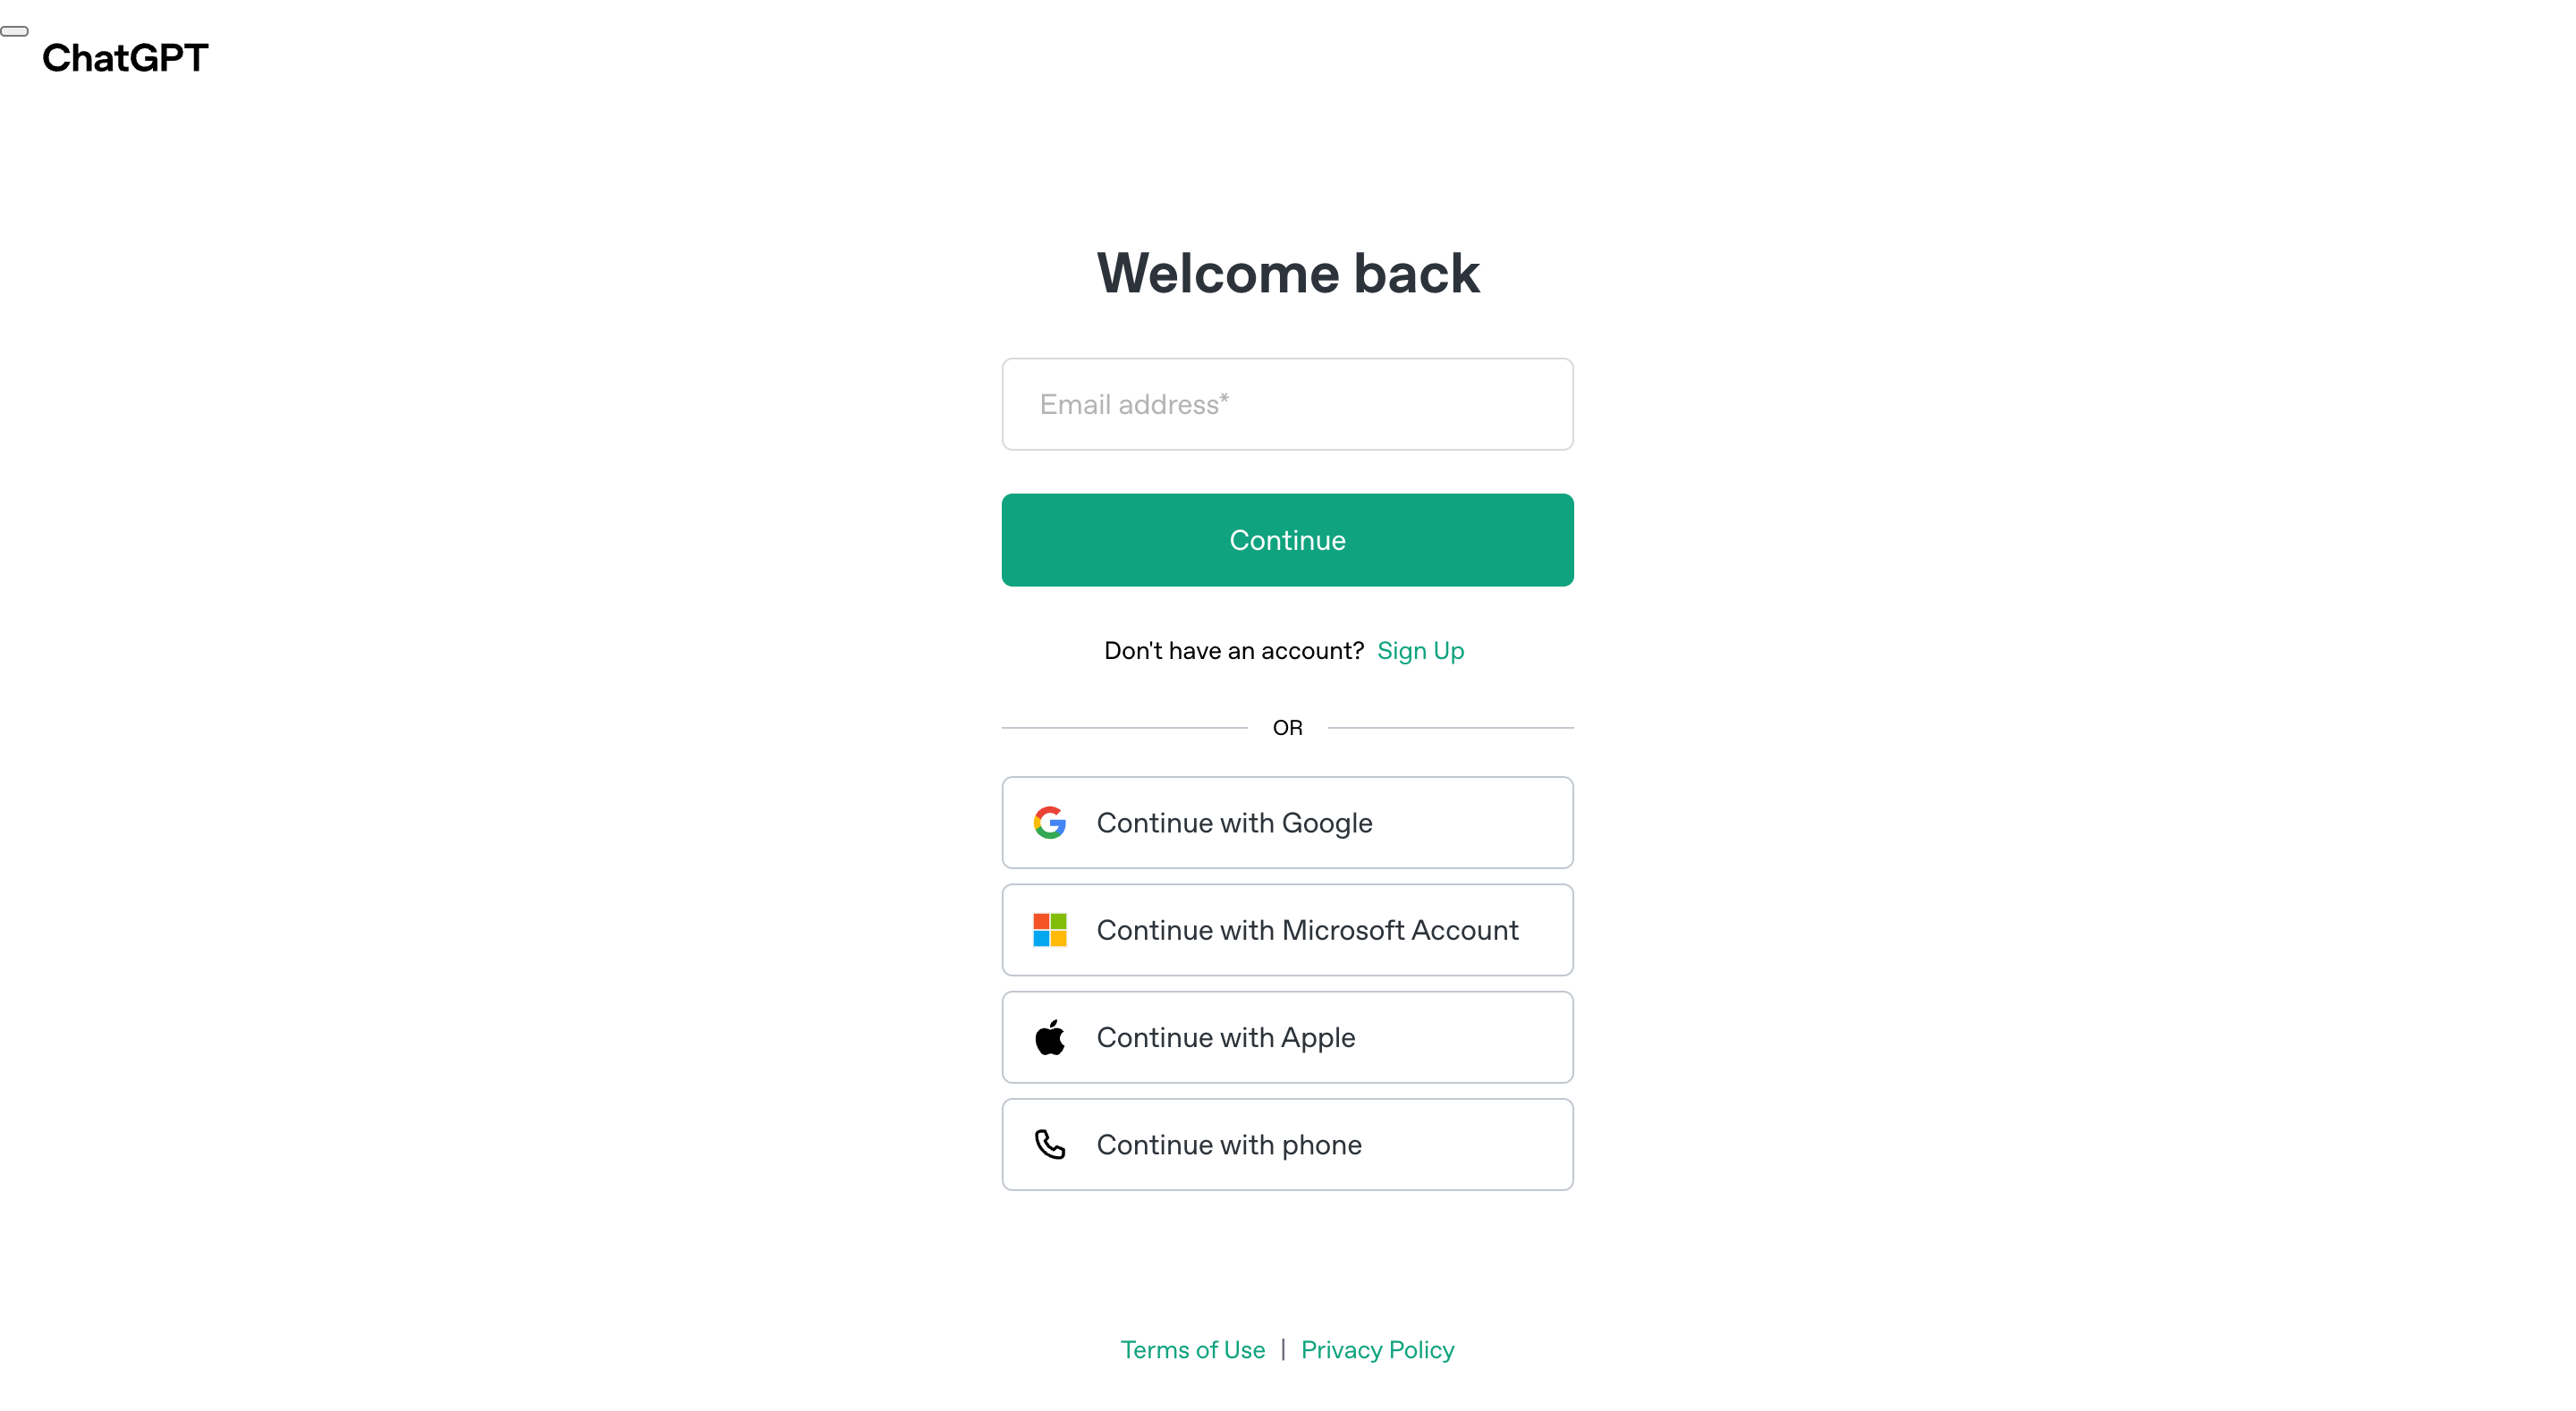 ChatGPT
Welcome back
Email address*
Continue
Don't have an account? Sign Up
OR
Continue with Google
Continue with Microsoft Account
Continue with Apple
Continue with phone
Terms of Use | Privacy Policy